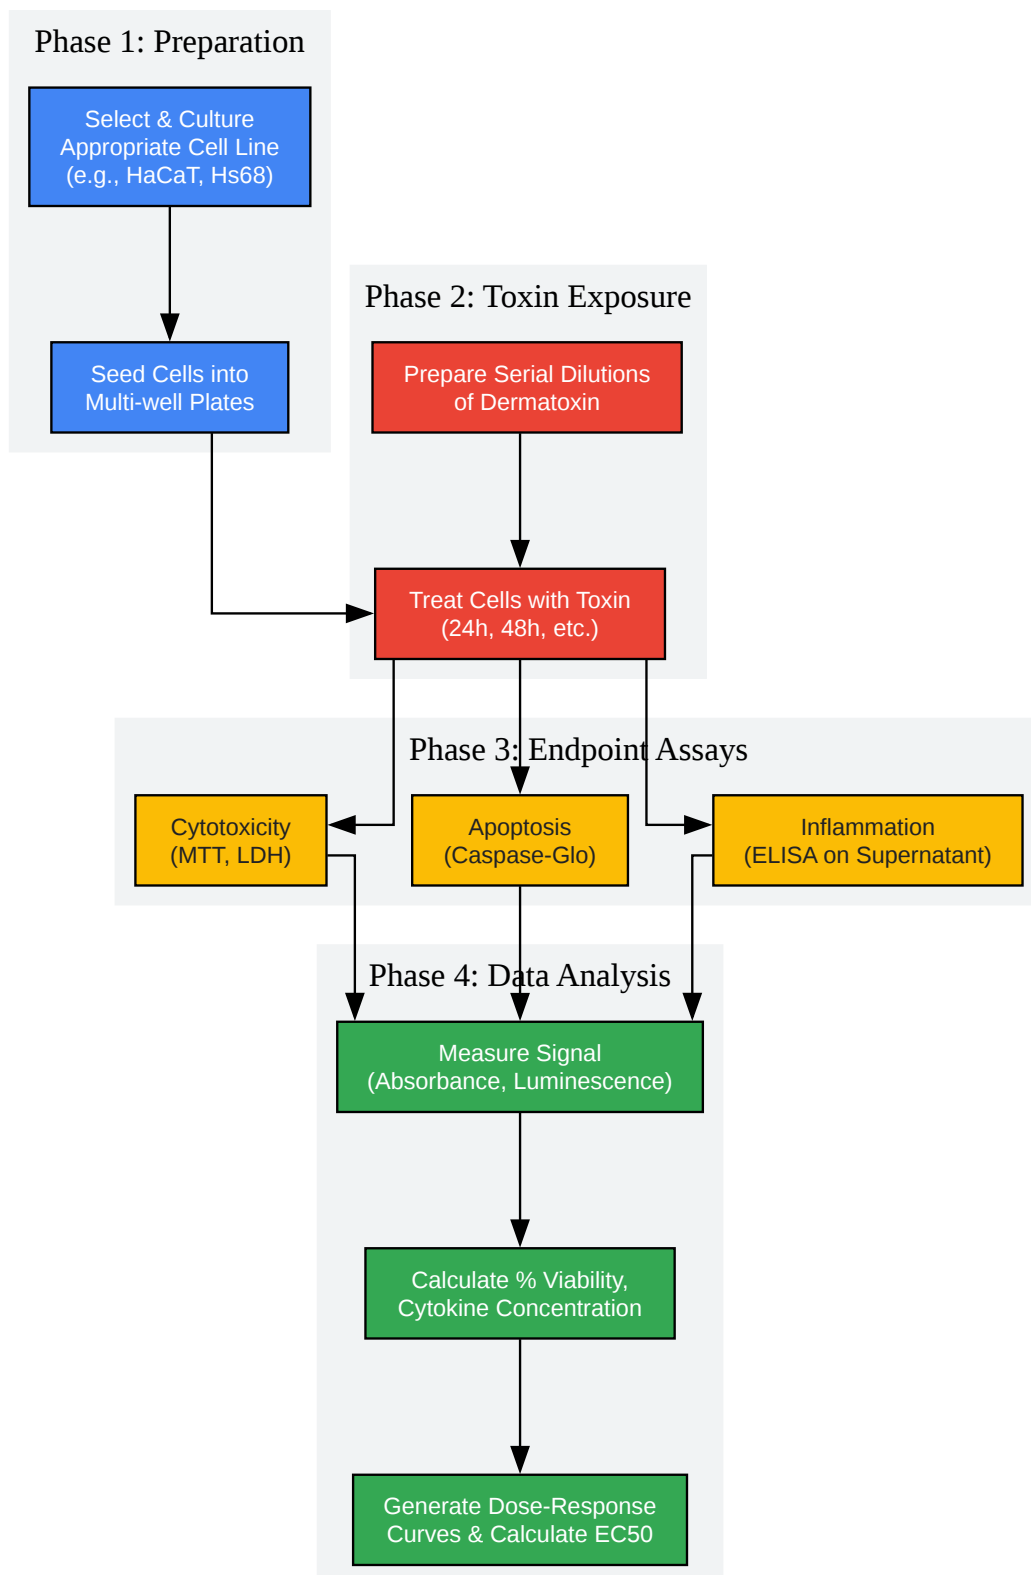 Phase 1: Preparation
Select & Culture
Appropriate Cell Line
(e.g., HaCaT, Hs68)
Seed Cells into
Multi-well Plates
Phase 2: Toxin Exposure
Prepare Serial Dilutions
of Dermatoxin
Treat Cells with Toxin
(24h, 48h, etc.)
Phase 3: Endpoint Assays
Cytotoxicity
(MTT, LDH)
Apoptosis
(Caspase-Glo)
Inflammation
(ELISA on Supernatant)
Phase 4: Data Analysis
Measure Signal
(Absorbance, Luminescence)
Calculate % Viability,
Cytokine Concentration
Generate Dose-Response
Curves & Calculate EC50